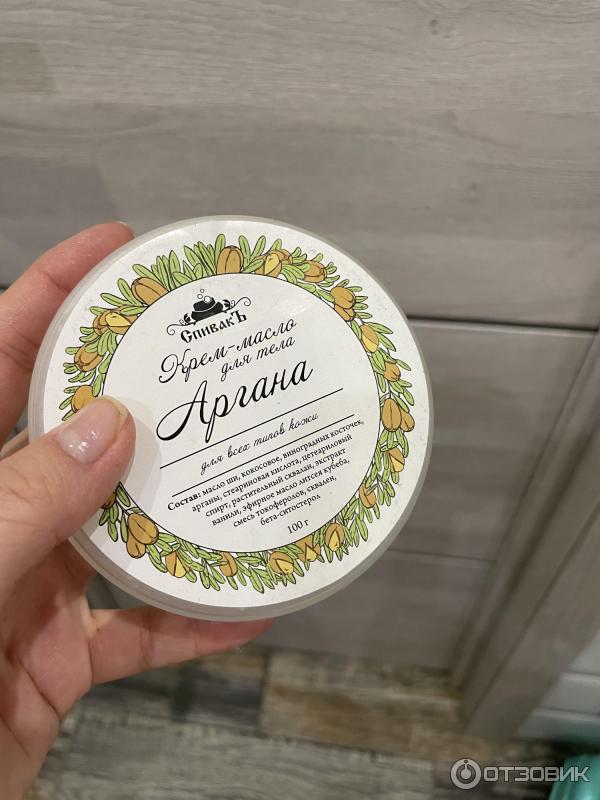 СпивакЪ
Крем-масло
для тела
Аргана
для всех типов кожи
Состав: масло ши, кокосовое, виноградных косточек,
арганы, стеариновая кислота, цетеариловый
спирт, растительный сквалан, экстракт
ванили, эфирное масло литсея кубеба,
смесь токоферолов, сквален,
бета-ситостерол
100 г
ОТЗОВИК